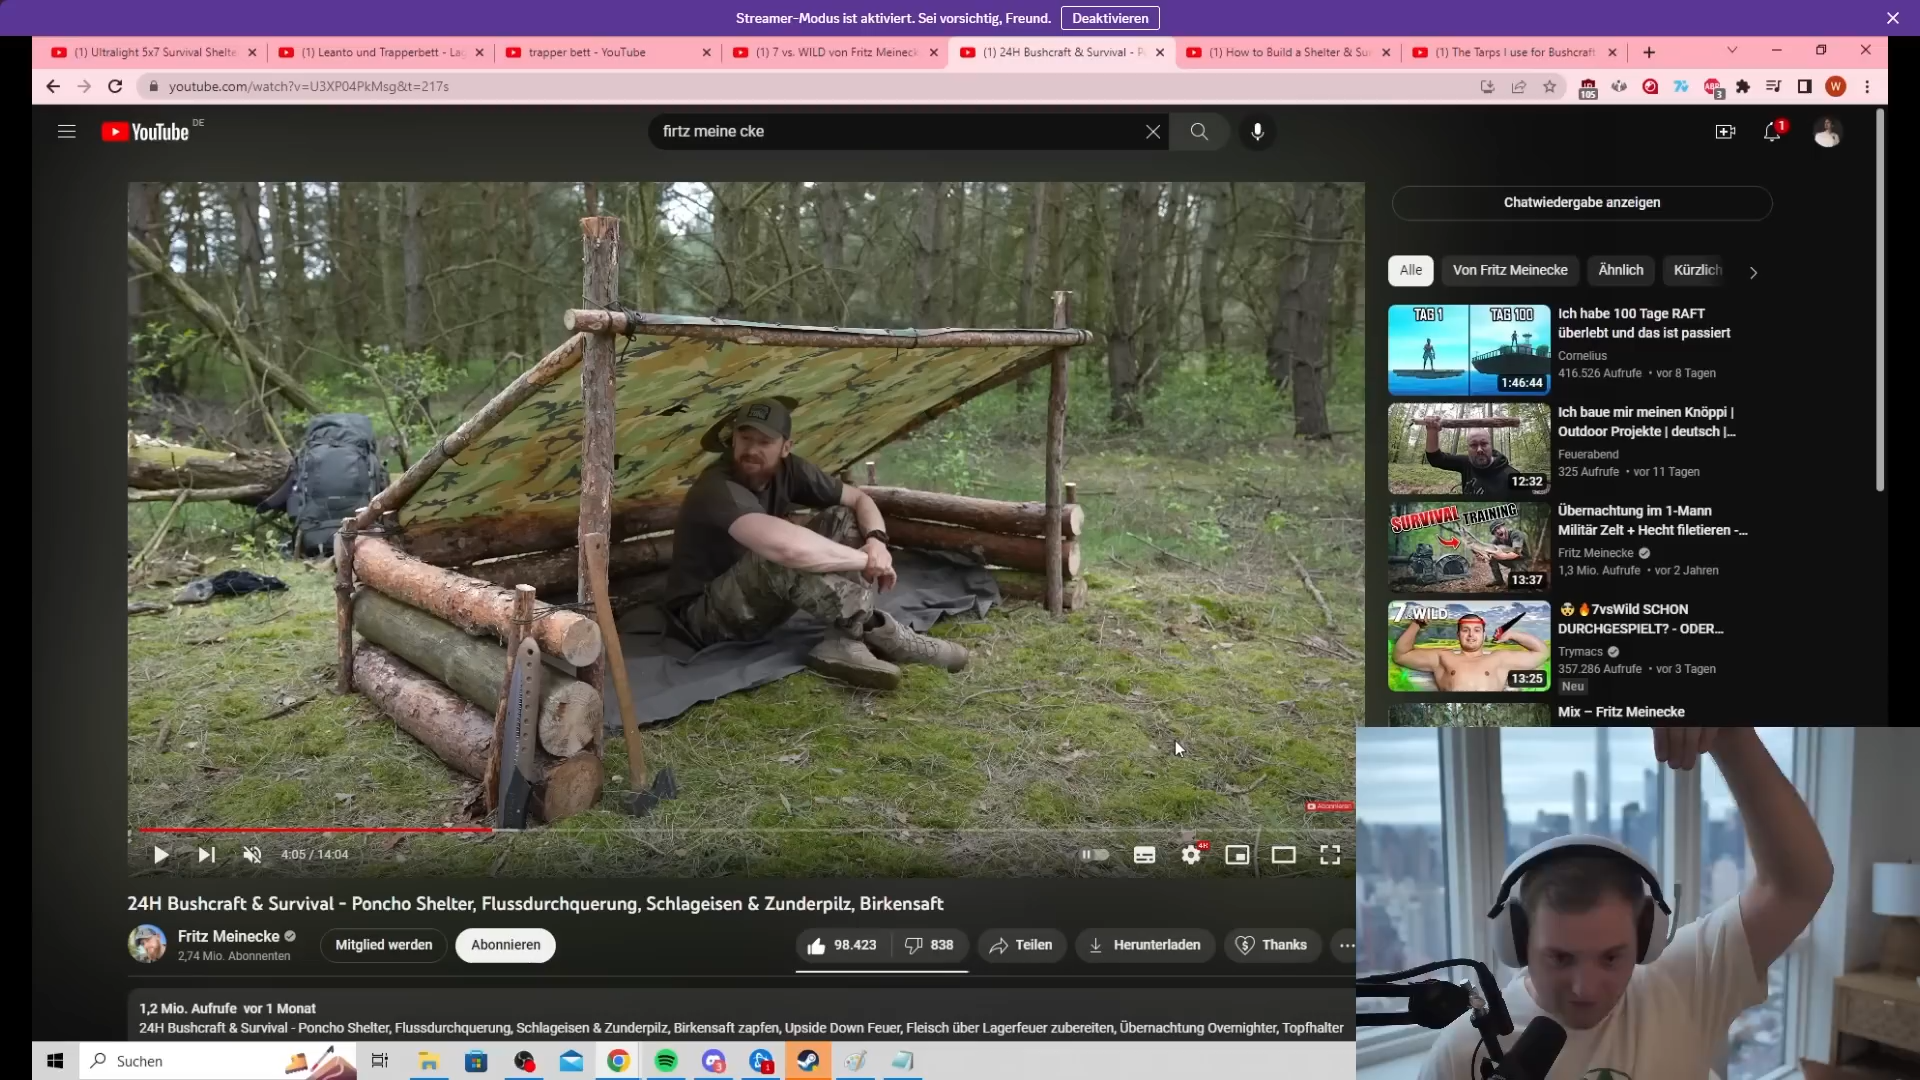 Streamer-Modus ist aktiviert. Sei vorsichtig, Freund. Deaktivieren
(1) Ultralight 5x7 Survival Shelte
(1) Leanto und Trapperbett - Lag
trapper bett - YouTube
(1) 7 vs. WILD von Fritz Meineck
(1) 24H Bushcraft & Survival - P
(1) How to Build a Shelter & Su
(1) The Tarps I use for Bushcraft
youtube.com/watch?v=U3XP04PkMsg&t=217s
105
3
W
YouTube DE
firtz meine cke
1
Chatwiedergabe anzeigen
Alle
Von Fritz Meinecke
Ähnlich
Kürzlich
TAG 1 TAG 100
1:46:44
Ich habe 100 Tage RAFT
überlebt und das ist passiert
Cornelius
416.526 Aufrufe • vor 8 Tagen
12:32
Ich baue mir meinen Knöppi |
Outdoor Projekte | deutsch |...
Feuerabend
325 Aufrufe • vor 11 Tagen
SURVIVAL TRAINING
13:37
Übernachtung im 1-Mann
Militär Zelt + Hecht filetieren -...
Fritz Meinecke
1,3 Mio. Aufrufe • vor 2 Jahren
7 vs. WILD
13:25
7vsWild SCHON
DURCHGESPIELT? - ODER...
Trymacs
357.286 Aufrufe • vor 3 Tagen
Neu
Mix – Fritz Meinecke
Abonnieren
4:05 / 14:04
4K
24H Bushcraft & Survival - Poncho Shelter, Flussdurchquerung, Schlageisen & Zunderpilz, Birkensaft
Fritz Meinecke
2,74 Mio. Abonnenten
Mitglied werden
Abonnieren
98.423
838
Teilen
Herunterladen
Thanks
1,2 Mio. Aufrufe vor 1 Monat
24H Bushcraft & Survival - Poncho Shelter, Flussdurchquerung, Schlageisen & Zunderpilz, Birkensaft zapfen, Upside Down Feuer, Fleisch über Lagerfeuer zubereiten, Übernachtung Overnighter, Topfhalter
Suchen
3
1